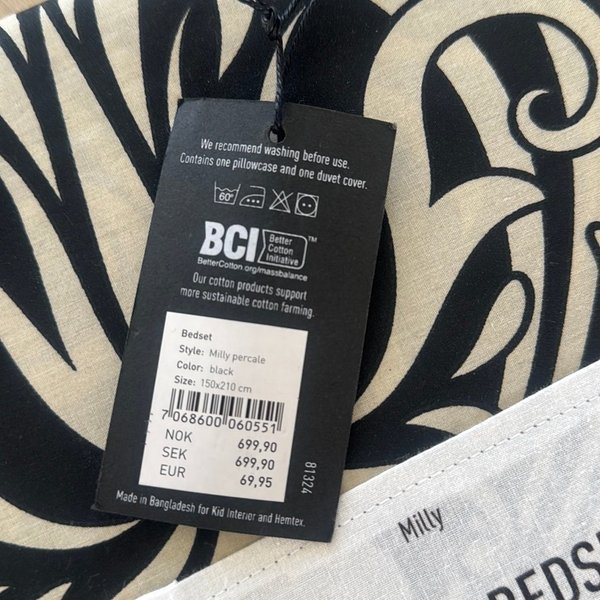 We recommend washing before use.
Contains one pillowcase and one duvet cover.
60°
BCI
Better
Cotton
Initiative
™
BetterCotton.org/massbalance
Our cotton products support
more sustainable cotton farming.
Bedset
Style: Milly percale
Color: black
Size: 150x210 cm
7 068600 060551
NOK 699,90
SEK 699,90
EUR 69,95
81324
Made in Bangladesh for Kid Interior and Hemtex.
Milly